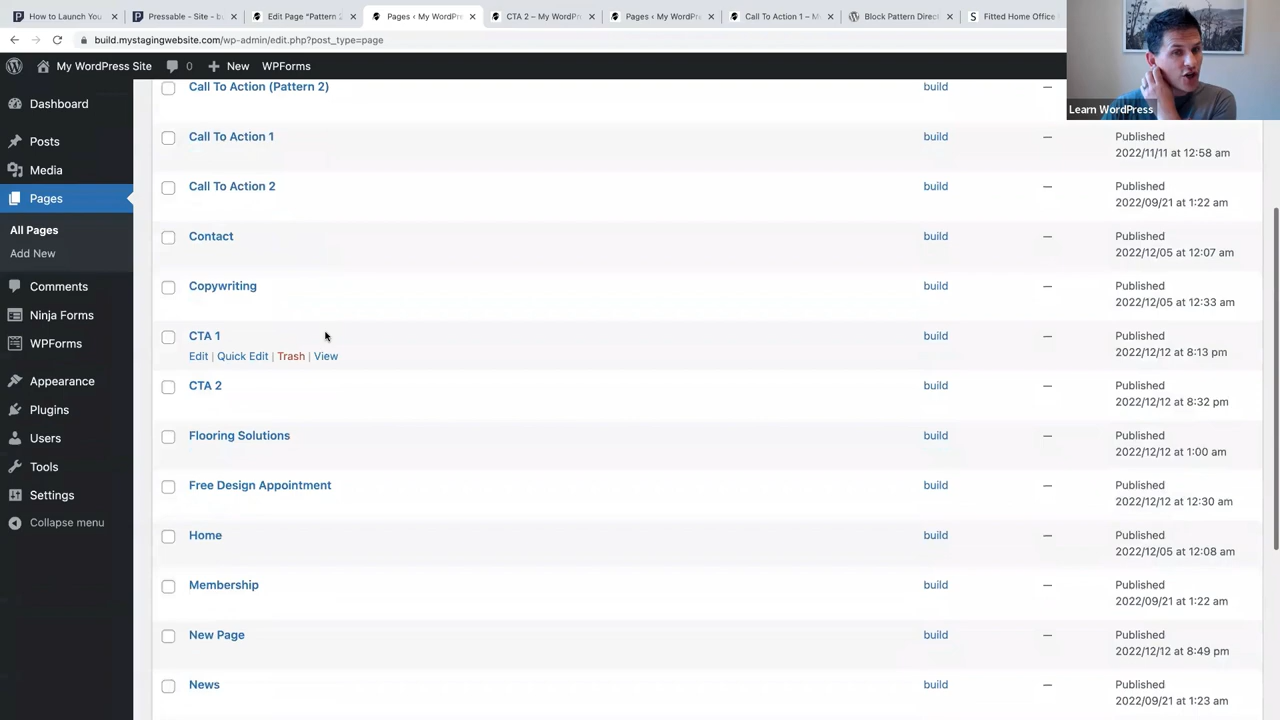 How to Launch You
Pressable - Site - b
Edit Page “Pattern 2
Pages ‹ My WordPre
CTA 2 – My WordPr
Pages ‹ My WordPre
Call To Action 1 – M
Block Pattern Direc
Fitted Home Office
build.mystagingwebsite.com/wp-admin/edit.php?post_type=page
My WordPress Site
0
New
WPForms
Learn WordPress
Dashboard
Posts
Media
Pages
All Pages
Add New
Comments
Ninja Forms
WPForms
Appearance
Plugins
Users
Tools
Settings
Collapse menu
Call To Action (Pattern 2)
build
—
Call To Action 1
build
—
Published
2022/11/11 at 12:58 am
Call To Action 2
build
—
Published
2022/09/21 at 1:22 am
Contact
build
—
Published
2022/12/05 at 12:07 am
Copywriting
build
—
Published
2022/12/05 at 12:33 am
CTA 1
Edit | Quick Edit | Trash | View
build
—
Published
2022/12/12 at 8:13 pm
CTA 2
build
—
Published
2022/12/12 at 8:32 pm
Flooring Solutions
build
—
Published
2022/12/12 at 1:00 am
Free Design Appointment
build
—
Published
2022/12/12 at 12:30 am
Home
build
—
Published
2022/12/05 at 12:08 am
Membership
build
—
Published
2022/09/21 at 1:22 am
New Page
build
—
Published
2022/12/12 at 8:49 pm
News
build
—
Published
2022/09/21 at 1:23 am